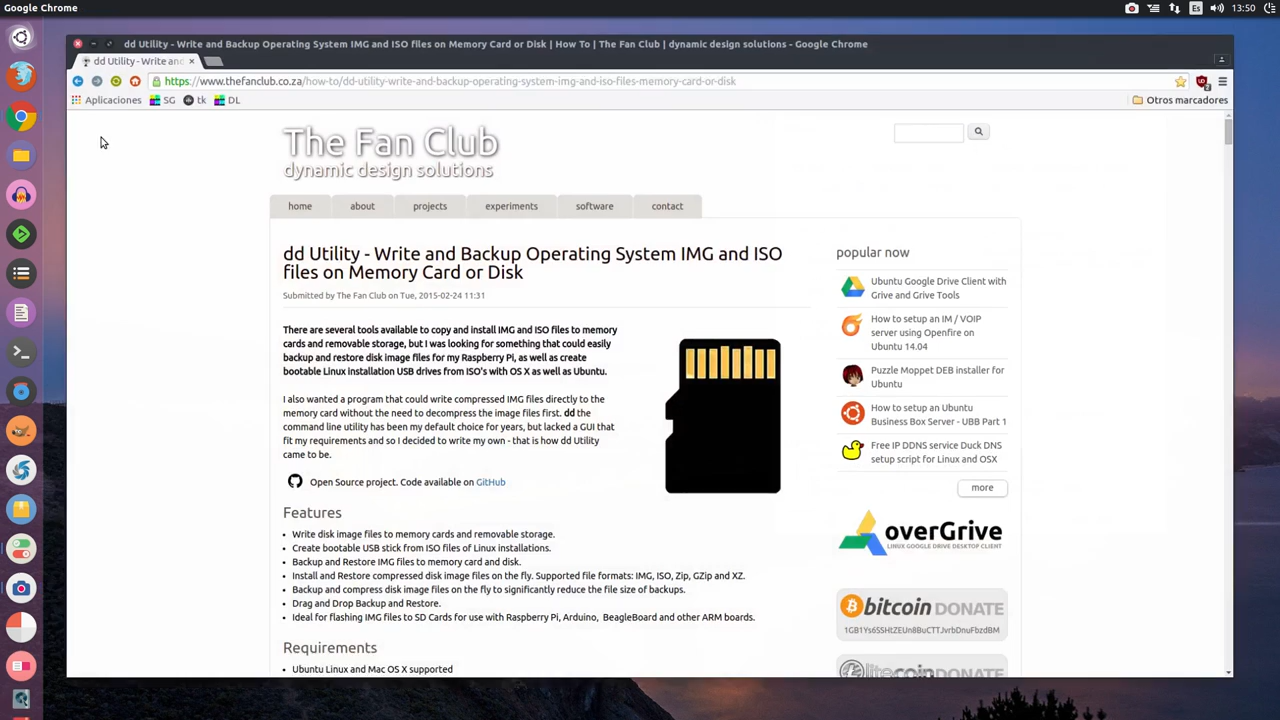 Google Chrome
Es
13:50
dd Utility - Write and Backup Operating System IMG and ISO files on Memory Card or Disk | How To | The Fan Club | dynamic design solutions - Google Chrome
dd Utility - Write and
https://www.thefanclub.co.za/how-to/dd-utility-write-and-backup-operating-system-img-and-iso-files-memory-card-or-disk
Aplicaciones SG tk DL
Otros marcadores
The Fan Club
dynamic design solutions
home about projects experiments software contact
dd Utility - Write and Backup Operating System IMG and ISO
files on Memory Card or Disk
Submitted by The Fan Club on Tue, 2015-02-24 11:31
There are several tools available to copy and install IMG and ISO files to memory
cards and removable storage, but I was looking for something that could easily
backup and restore disk image files for my Raspberry Pi, as well as create
bootable Linux installation USB drives from ISO's with OS X as well as Ubuntu.
I also wanted a program that could write compressed IMG files directly to the
memory card without the need to decompress the image files first. dd the
command line utility has been my default choice for years, but lacked a GUI that
fit my requirements and so I decided to write my own - that is how dd Utility
came to be.
Open Source project. Code available on GitHub
Features
• Write disk image files to memory cards and removable storage.
• Create bootable USB stick from ISO files of Linux installations.
• Backup and Restore IMG files to memory card and disk.
• Install and Restore compressed disk image files on the fly. Supported file formats: IMG, ISO, Zip, GZip and XZ.
• Backup and compress disk image files on the fly to significantly reduce the file size of backups.
• Drag and Drop Backup and Restore.
• Ideal for flashing IMG files to SD Cards for use with Raspberry Pi, Arduino, BeagleBoard and other ARM boards.
Requirements
• Ubuntu Linux and Mac OS X supported
popular now
Ubuntu Google Drive Client with
Grive and Grive Tools
How to setup an IM / VOIP
server using Openfire on
Ubuntu 14.04
Puzzle Moppet DEB installer for
Ubuntu
How to setup an Ubuntu
Business Box Server - UBB Part 1
Free IP DDNS service Duck DNS
setup script for Linux and OSX
more
overGrive
LINUX GOOGLE DRIVE DESKTOP CLIENT
bitcoin DONATE
litecoin DONATE